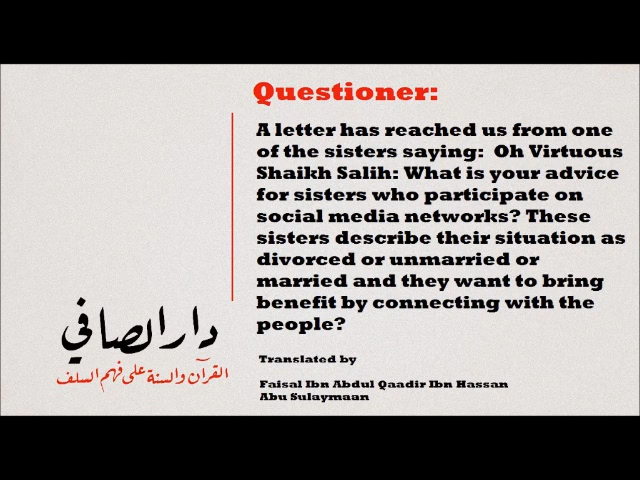 Questioner:
A letter has reached us from one
of the sisters saying:  Oh Virtuous
Shaikh Salih: What is your advice
for sisters who participate on
social media networks? These
sisters describe their situation as
divorced or unmarried or
married and they want to bring
benefit by connecting with the
people?
Translated by
Faisal Ibn Abdul Qaadir Ibn Hassan
Abu Sulaymaan
دار الصافي
القرآن والسنة على فهم السلف